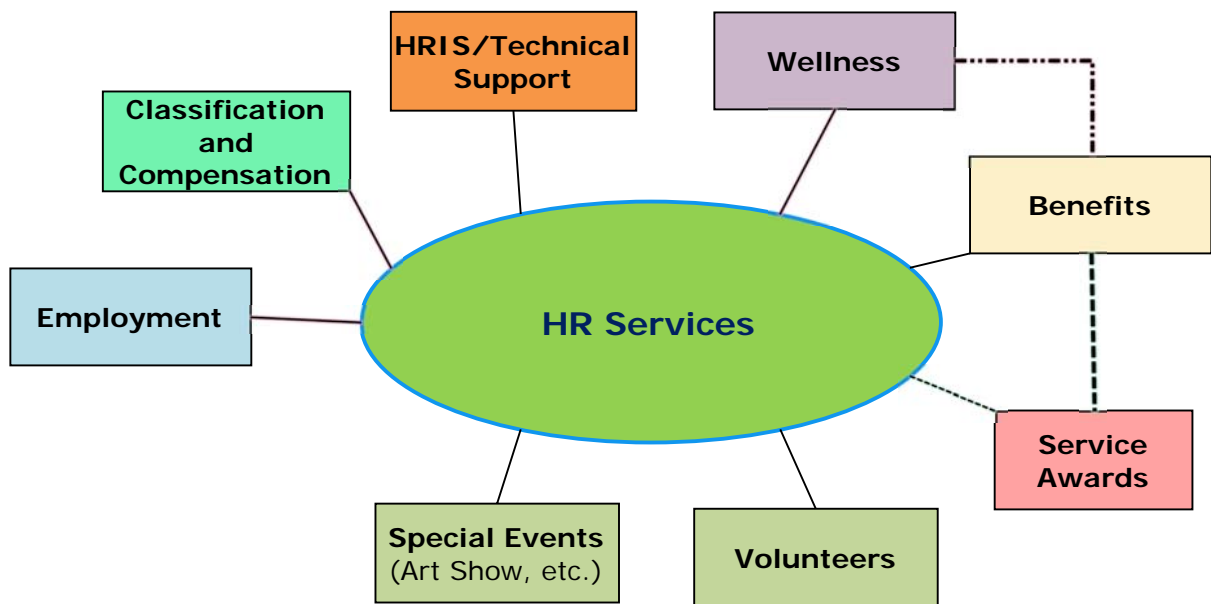 HRIS/Technical
Support
Wellness
Classification
and
Compensation
Benefits
Employment
HR Services
Service
Awards
Special Events
(Art Show, etc.)
Volunteers